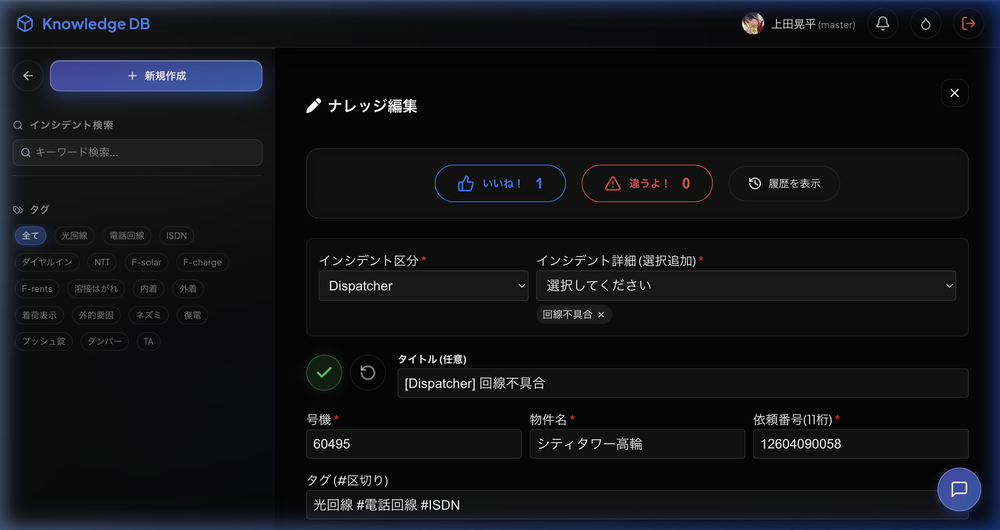 Knowledge DB
上田晃平 (master)
新規作成
インシデント検索
キーワード検索...
タグ
全て 光回線 電話回線 ISDN
ダイヤルイン NTT F-solar F-charge
F-rents 溶接はがれ 内着 外着
着荷表示 外的要因 ネズミ 復電
プッシュ錠 ダンパー TA
ナレッジ編集
いいね！ 1 違うよ！ 0 履歴を表示
インシデント区分 * インシデント詳細 (選択追加) *
Dispatcher 選択してください
回線不具合 ×
タイトル (任意)
[Dispatcher] 回線不具合
号機 * 物件名 * 依頼番号(11桁) *
60495 シティタワー高輪 12604090058
タグ (#区切り)
光回線 #電話回線 #ISDN